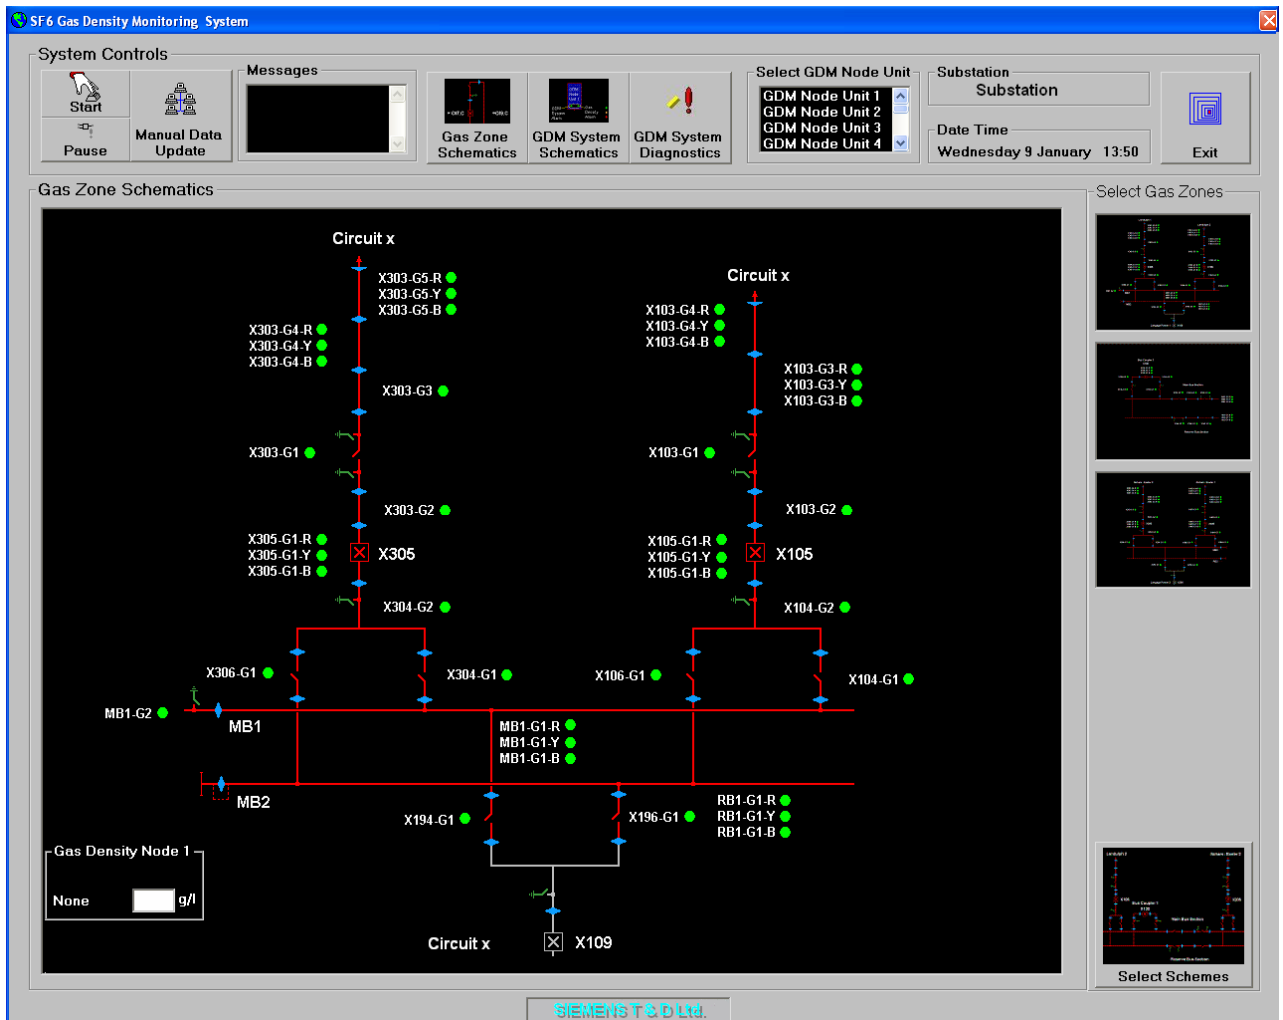 SF6 Gas Density Monitoring System
System Controls
Start
Pause
Manual Data
Update
Messages
Gas Zone
Schematics
GDM System
Schematics
GDM System
Diagnostics
Select GDM Node Unit
GDM Node Unit 1
GDM Node Unit 2
GDM Node Unit 3
GDM Node Unit 4
Substation
Substation
Date Time
Wednesday 9 January 13:50
Exit
Gas Zone Schematics
Select Gas Zones
Circuit x
X303-G5-R
X303-G5-Y
X303-G5-B
X303-G4-R
X303-G4-Y
X303-G4-B
X303-G3
X303-G1
X303-G2
X305-G1-R
X305-G1-Y
X305-G1-B
X305
X304-G2
X306-G1
X304-G1
Circuit x
X103-G4-R
X103-G4-Y
X103-G4-B
X103-G3-R
X103-G3-Y
X103-G3-B
X103-G1
X103-G2
X105-G1-R
X105-G1-Y
X105-G1-B
X105
X104-G2
X106-G1
X104-G1
MB1-G2
MB1
MB1-G1-R
MB1-G1-Y
MB1-G1-B
MB2
X194-G1
X196-G1
RB1-G1-R
RB1-G1-Y
RB1-G1-B
Gas Density Node 1
None g/l
Circuit x
X109
Select Schemes
SIEMENS T & D Ltd.